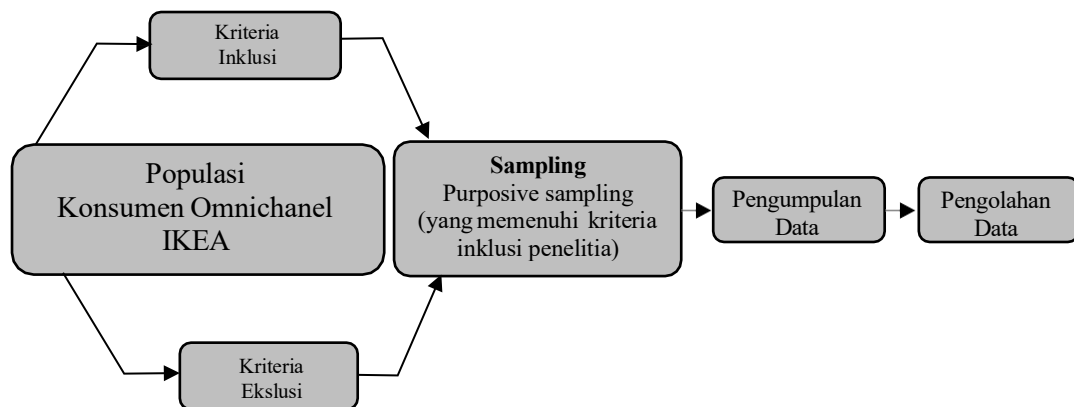 Kriteria
Inklusi
Populasi
Konsumen Omnichanel
IKEA
Sampling
Purposive sampling
(yang memenuhi kriteria
inklusi penelitia)
Pengumpulan
Data
Pengolahan
Data
Kriteria
Ekslusi